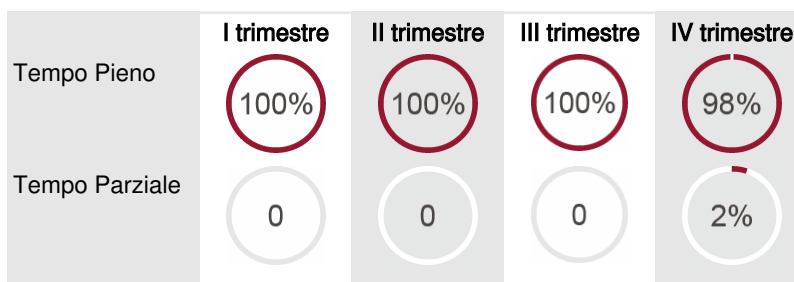 I trimestre II trimestre III trimestre IV trimestre
Tempo Pieno 100% 100% 100% 98%
Tempo Parziale 0 0 0 2%